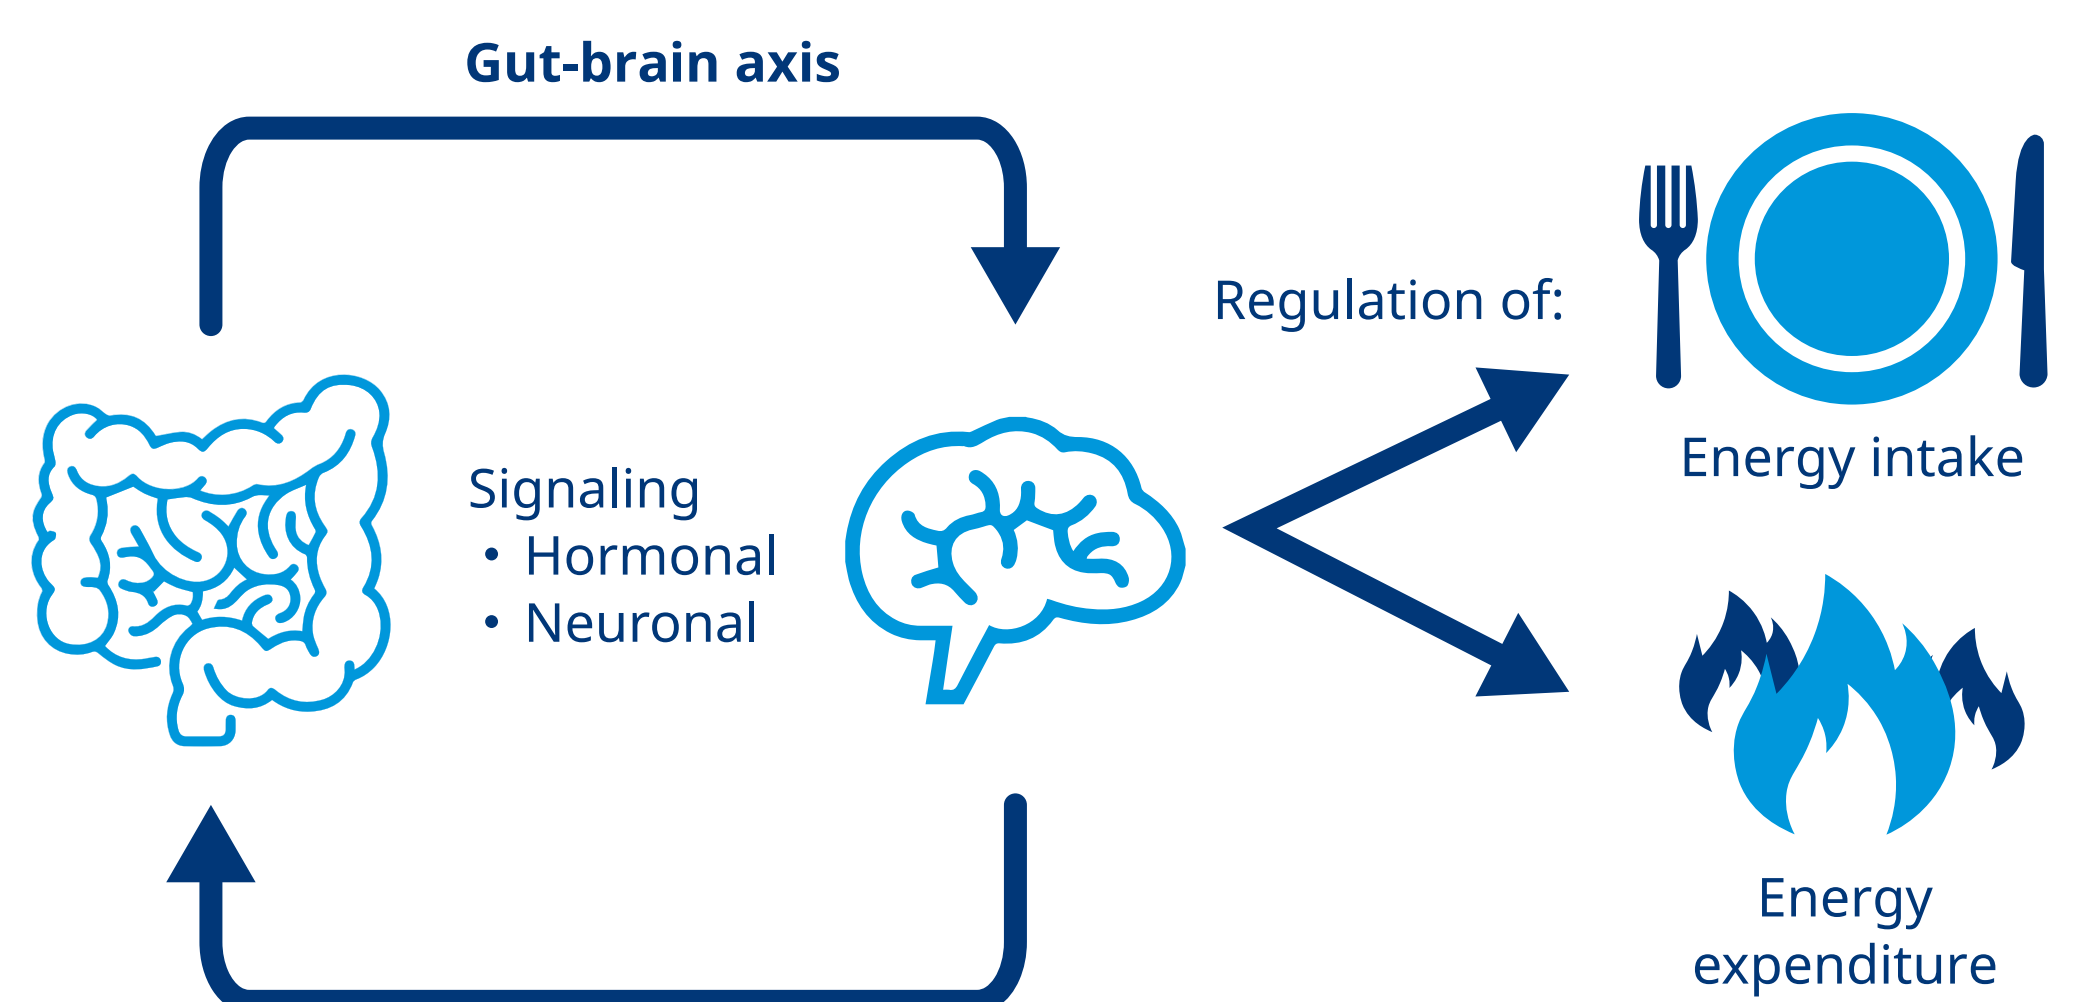 Gut-brain axis
Signaling
• Hormonal
• Neuronal
Regulation of:
Energy intake
Energy
expenditure